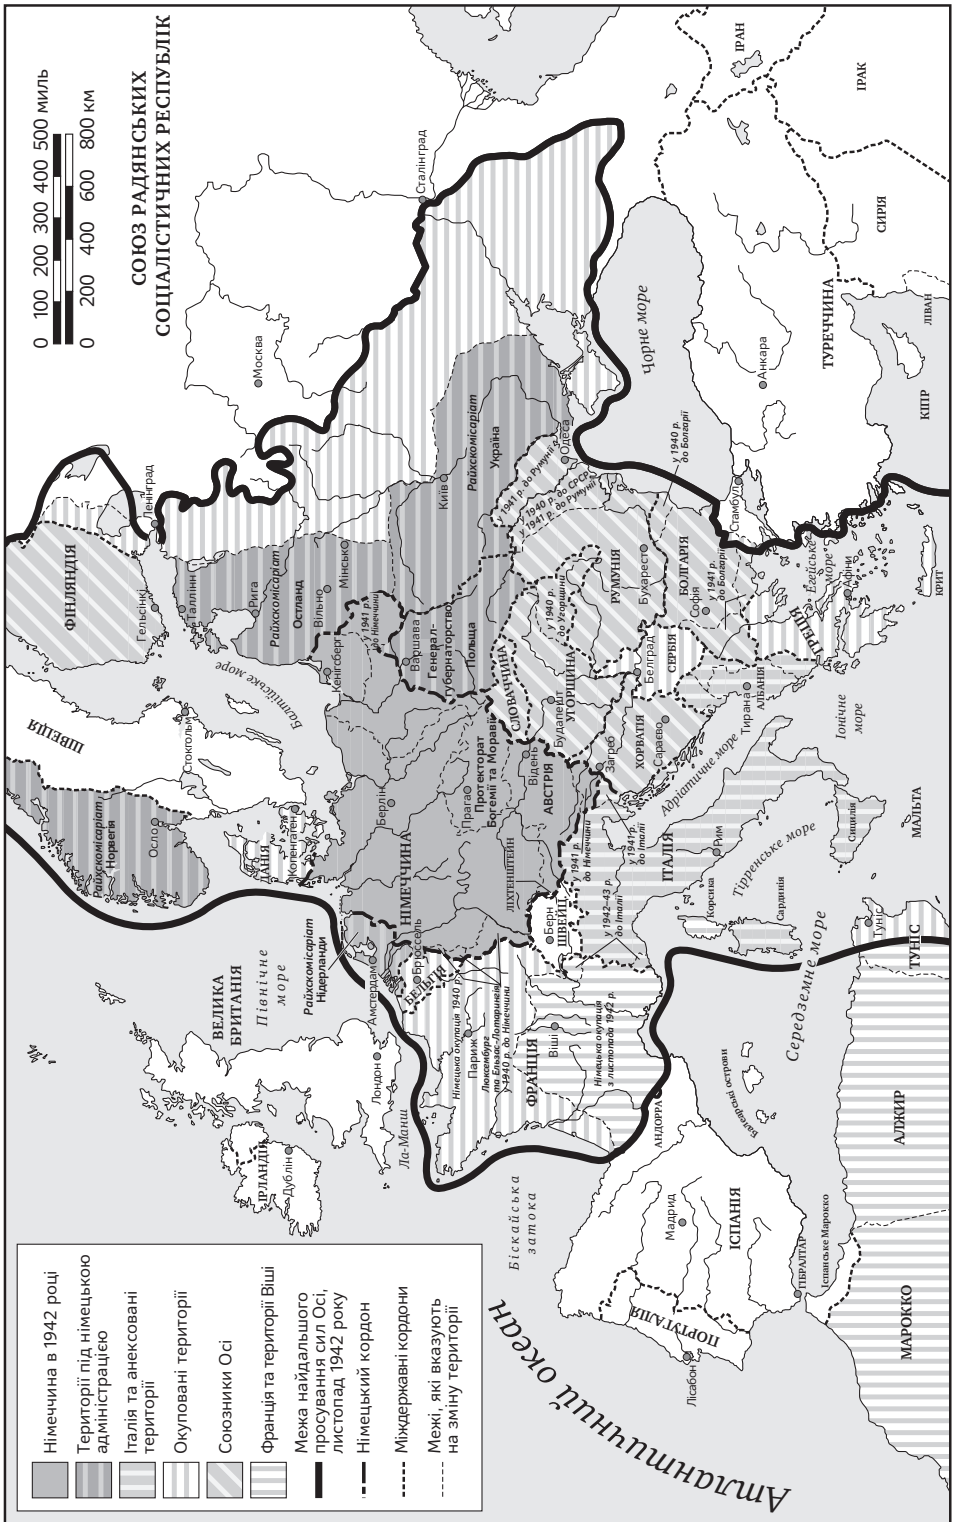 0 100 200 300 400 500 миль
0 200 400 600 800 км
СОЮЗ РАДЯНСЬКИХ
СОЦІАЛІСТИЧНИХ РЕСПУБЛІК
Німеччина в 1942 році
Території під німецькою
адміністрацією
Італія та анексовані
території
Окуповані території
Союзники Осі
Франція та території Віші
Межа найдальшого
просування сил Осі,
листопад 1942 року
Німецький кордон
Міждержавні кордони
Межі, які вказують
на зміну території
Атлантичний океан
Біскайська
затока
Ла-Манш
Північне
море
Балтійське море
Чорне море
Егейське
море
Іонічне
море
Адріатичне море
Тірренське море
Середземне море
ІРЛАНДІЯ
Дублін
ВЕЛИКА
БРИТАНІЯ
Лондон
Райхскомісаріат
Норвегія
Осло
ШВЕЦІЯ
Стокгольм
ФІНЛЯНДІЯ
Гельсінкі
Ленінград
Таллінн
Рига
Райхскомісаріат
Остланд
Вільно
Мінськ
Москва
Сталінград
ДАНІЯ
Копенгаген
Кенігсберг
у 1941 р.
до Німеччини
Варшава
Генерал-
губернаторство
Польща
Київ
Райхскомісаріат
Україна
Одеса
у 1941 р. до Румунії
у 1940 р. до СРСР,
у 1941 р. до Румунії
Райхскомісаріат
Нідерланди
Амстердам
Брюссель
БЕЛЬГІЯ
НІМЕЧЧИНА
Берлін
Прага
Протекторат
Богемії та Моравії
СЛОВАЧЧИНА
Відень
АВСТРІЯ
ЛІХТЕНШТЕЙН
Берн
ШВЕЙЦ.
Будапешт
УГОРЩИНА
у 1940 р.
до Угорщини
РУМУНІЯ
Бухарест
у 1940 р.
до Болгарії
БОЛГАРІЯ
Софія
у 1941 р.
до Болгарії
Белград
СЕРБІЯ
Загреб
ХОРВАТІЯ
Сараєво
у 1941 р.
до Німеччини
у 1941 р.
до Італії
у 1942–43 р.
до Італії
Німецька окупація 1940 р.
Париж
Люксембург
та Ельзас-Лотарингія
у 1940 р. до Німеччини
ФРАНЦІЯ
Віші
Німецька окупація
з листопада 1942 р.
АНДОРРА
ІСПАНІЯ
Мадрид
ПОРТУГАЛІЯ
Лісабон
ГІБРАЛТАР
Іспанське Марокко
Балеарські острови
МАРОККО
АЛЖИР
ТУНІС
Туніс
ІТАЛІЯ
Рим
Корсика
Сардинія
Сицилія
МАЛЬТА
Тирана
АЛБАНІЯ
ГРЕЦІЯ
Афіни
КРИТ
Стамбул
Анкара
ТУРЕЧЧИНА
КІПР
ЛІВАН
СИРІЯ
ІРАК
ІРАН